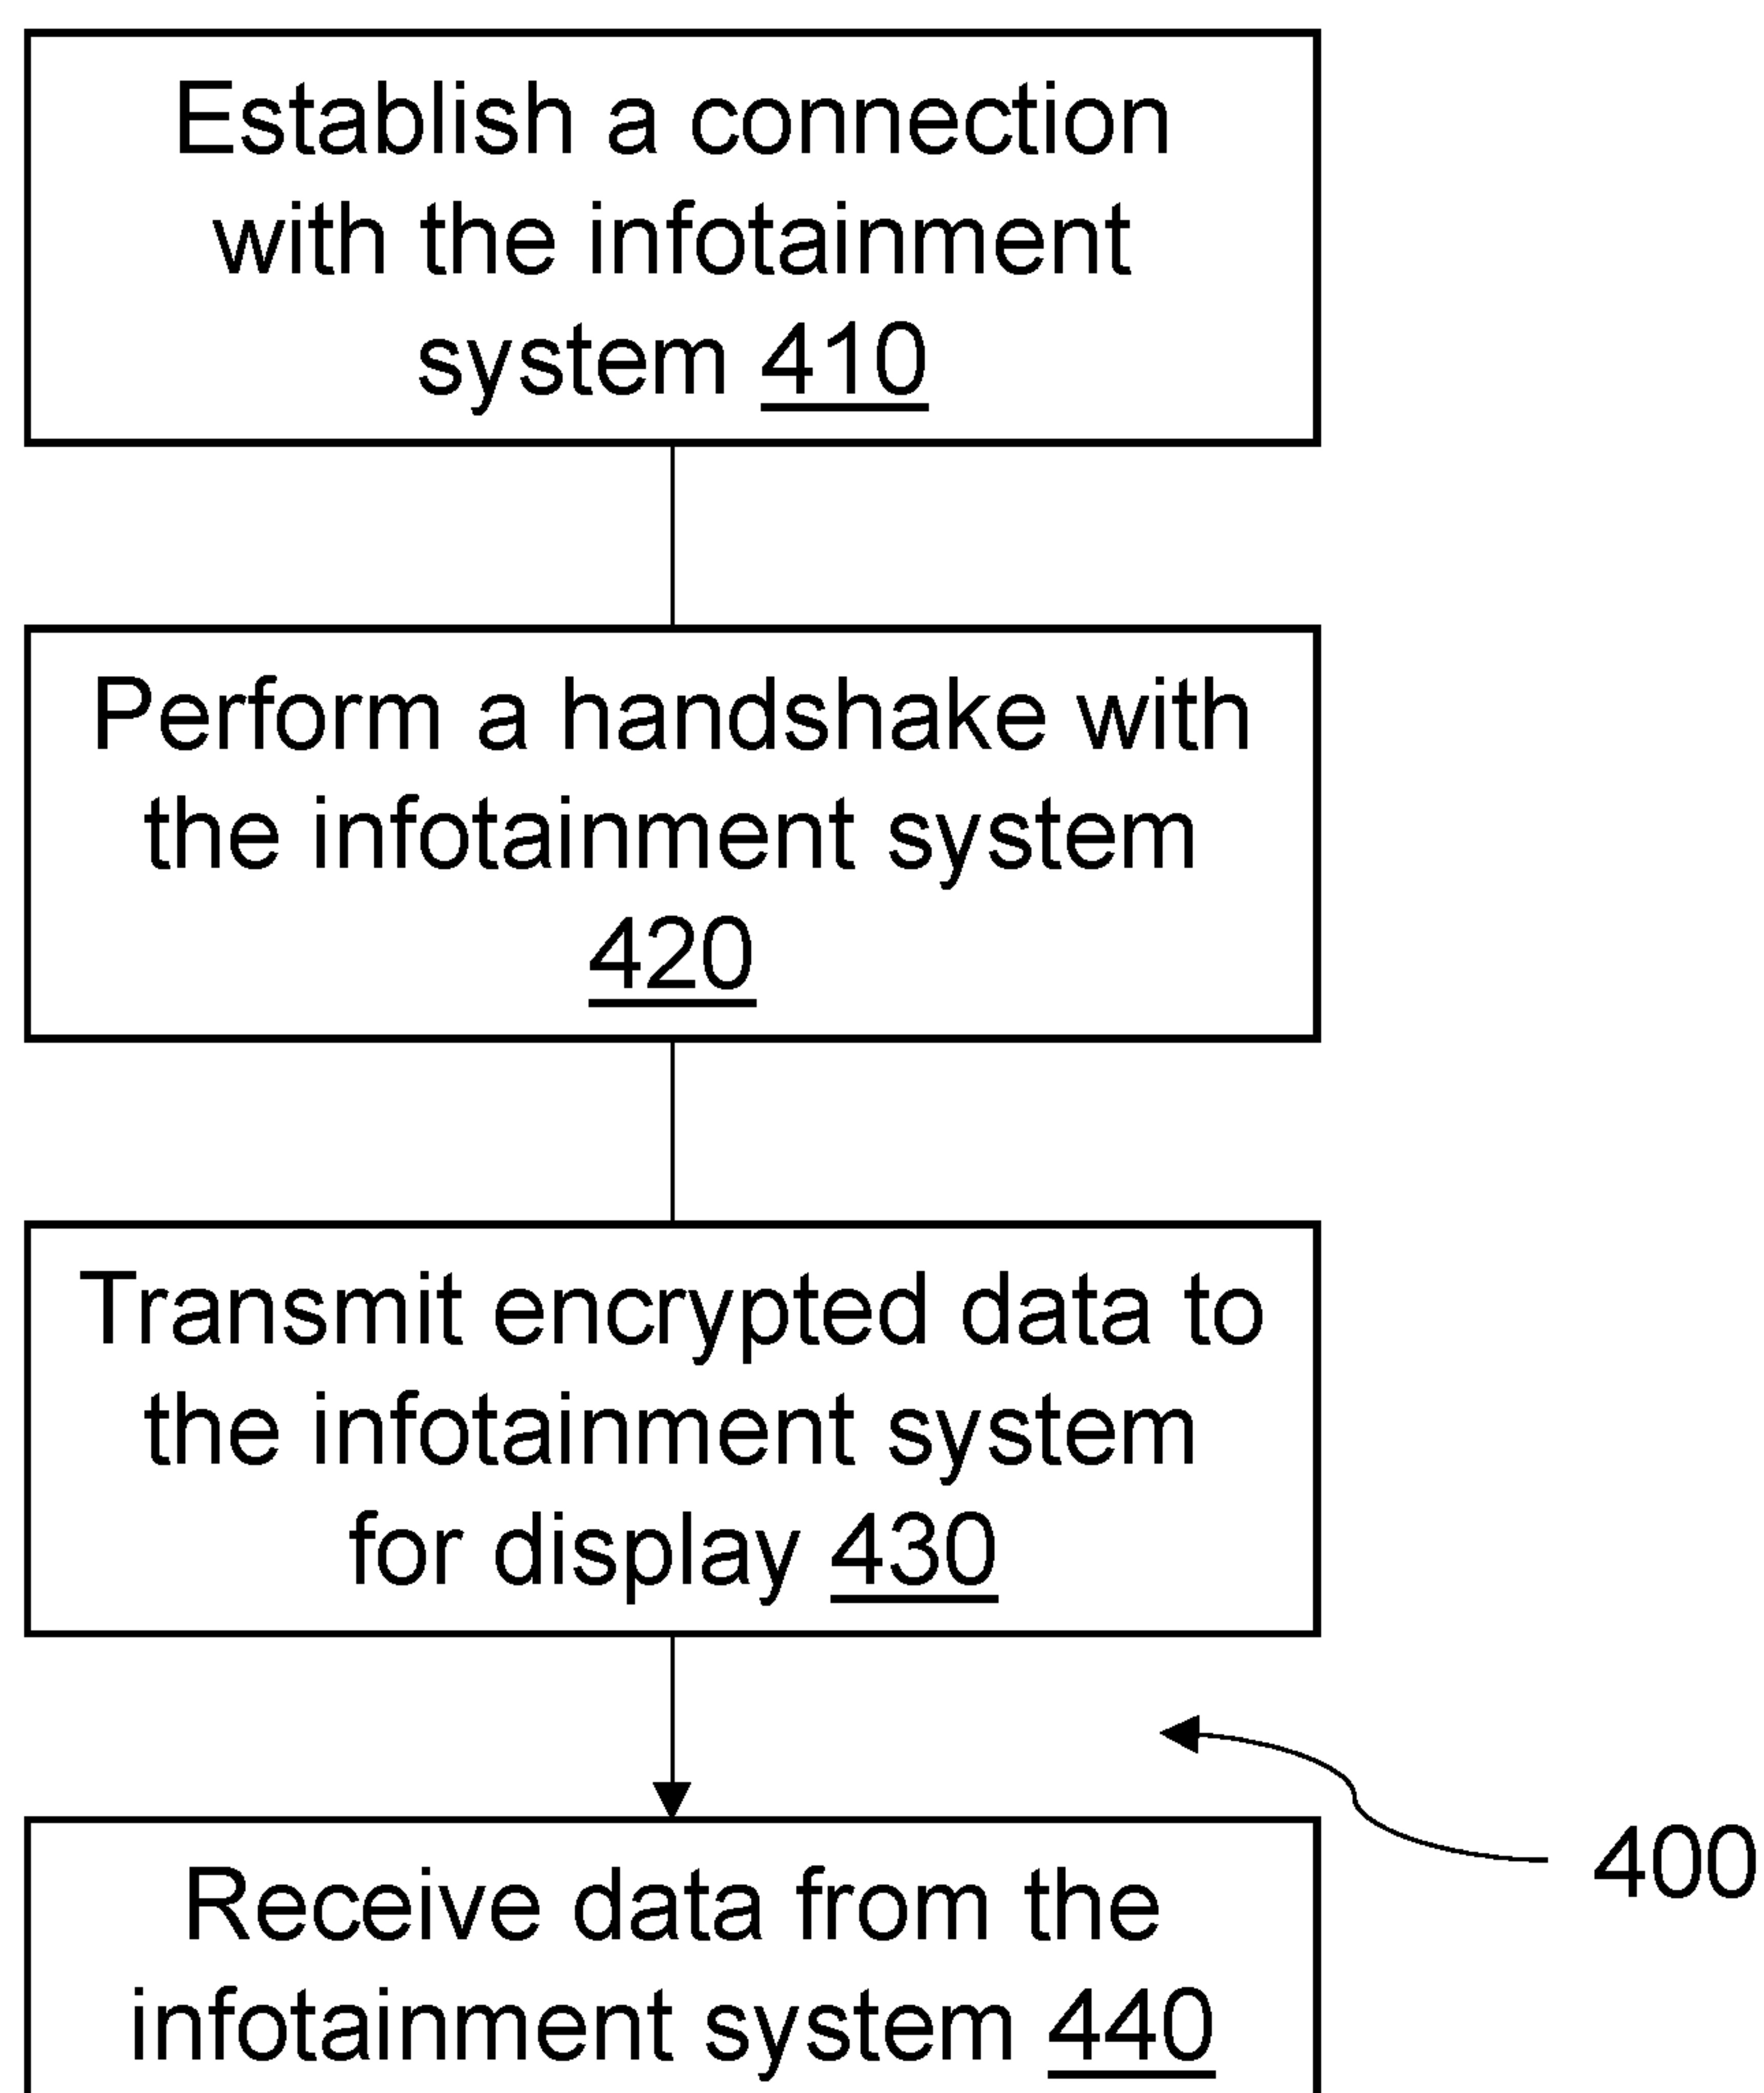 Establish a connection
with the infotainment
system 410
Perform a handshake with
the infotainment system
420
Transmit encrypted data to
the infotainment system
for display 430
400
Receive data from the
infotainment system 440